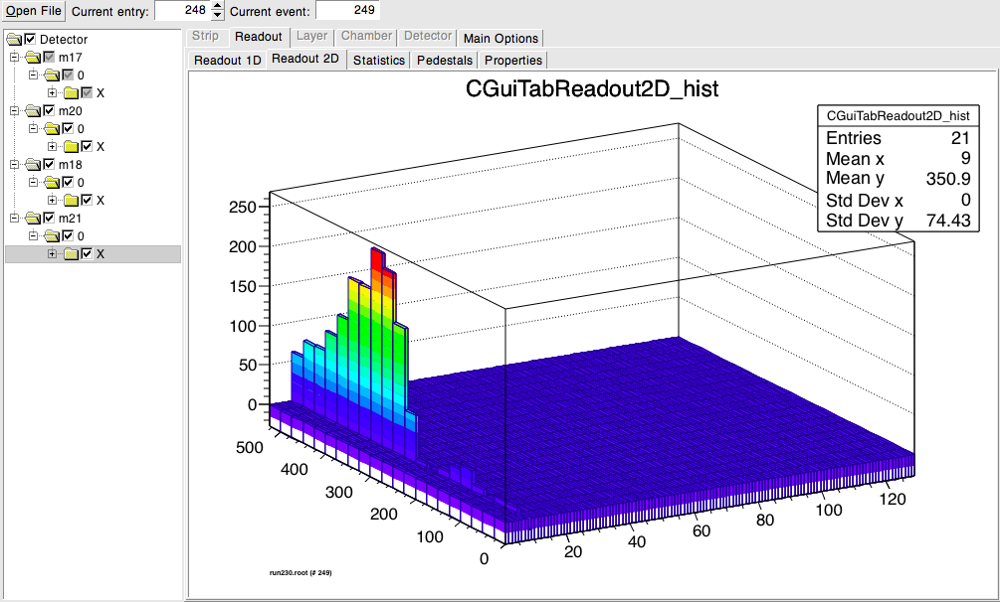 Open File Current entry: 248 Current event: 249
Detector
m17
0
X
m20
0
X
m18
0
X
m21
0
X
Strip Readout Layer Chamber Detector Main Options
Readout 1D Readout 2D Statistics Pedestals Properties
CGuiTabReadout2D_hist
CGuiTabReadout2D_hist
Entries 21
Mean x 9
Mean y 350.9
Std Dev x 0
Std Dev y 74.43
250
200
150
100
50
0
500
400
300
200
100
0
20
40
60
80
100
120
run230.root (# 249)